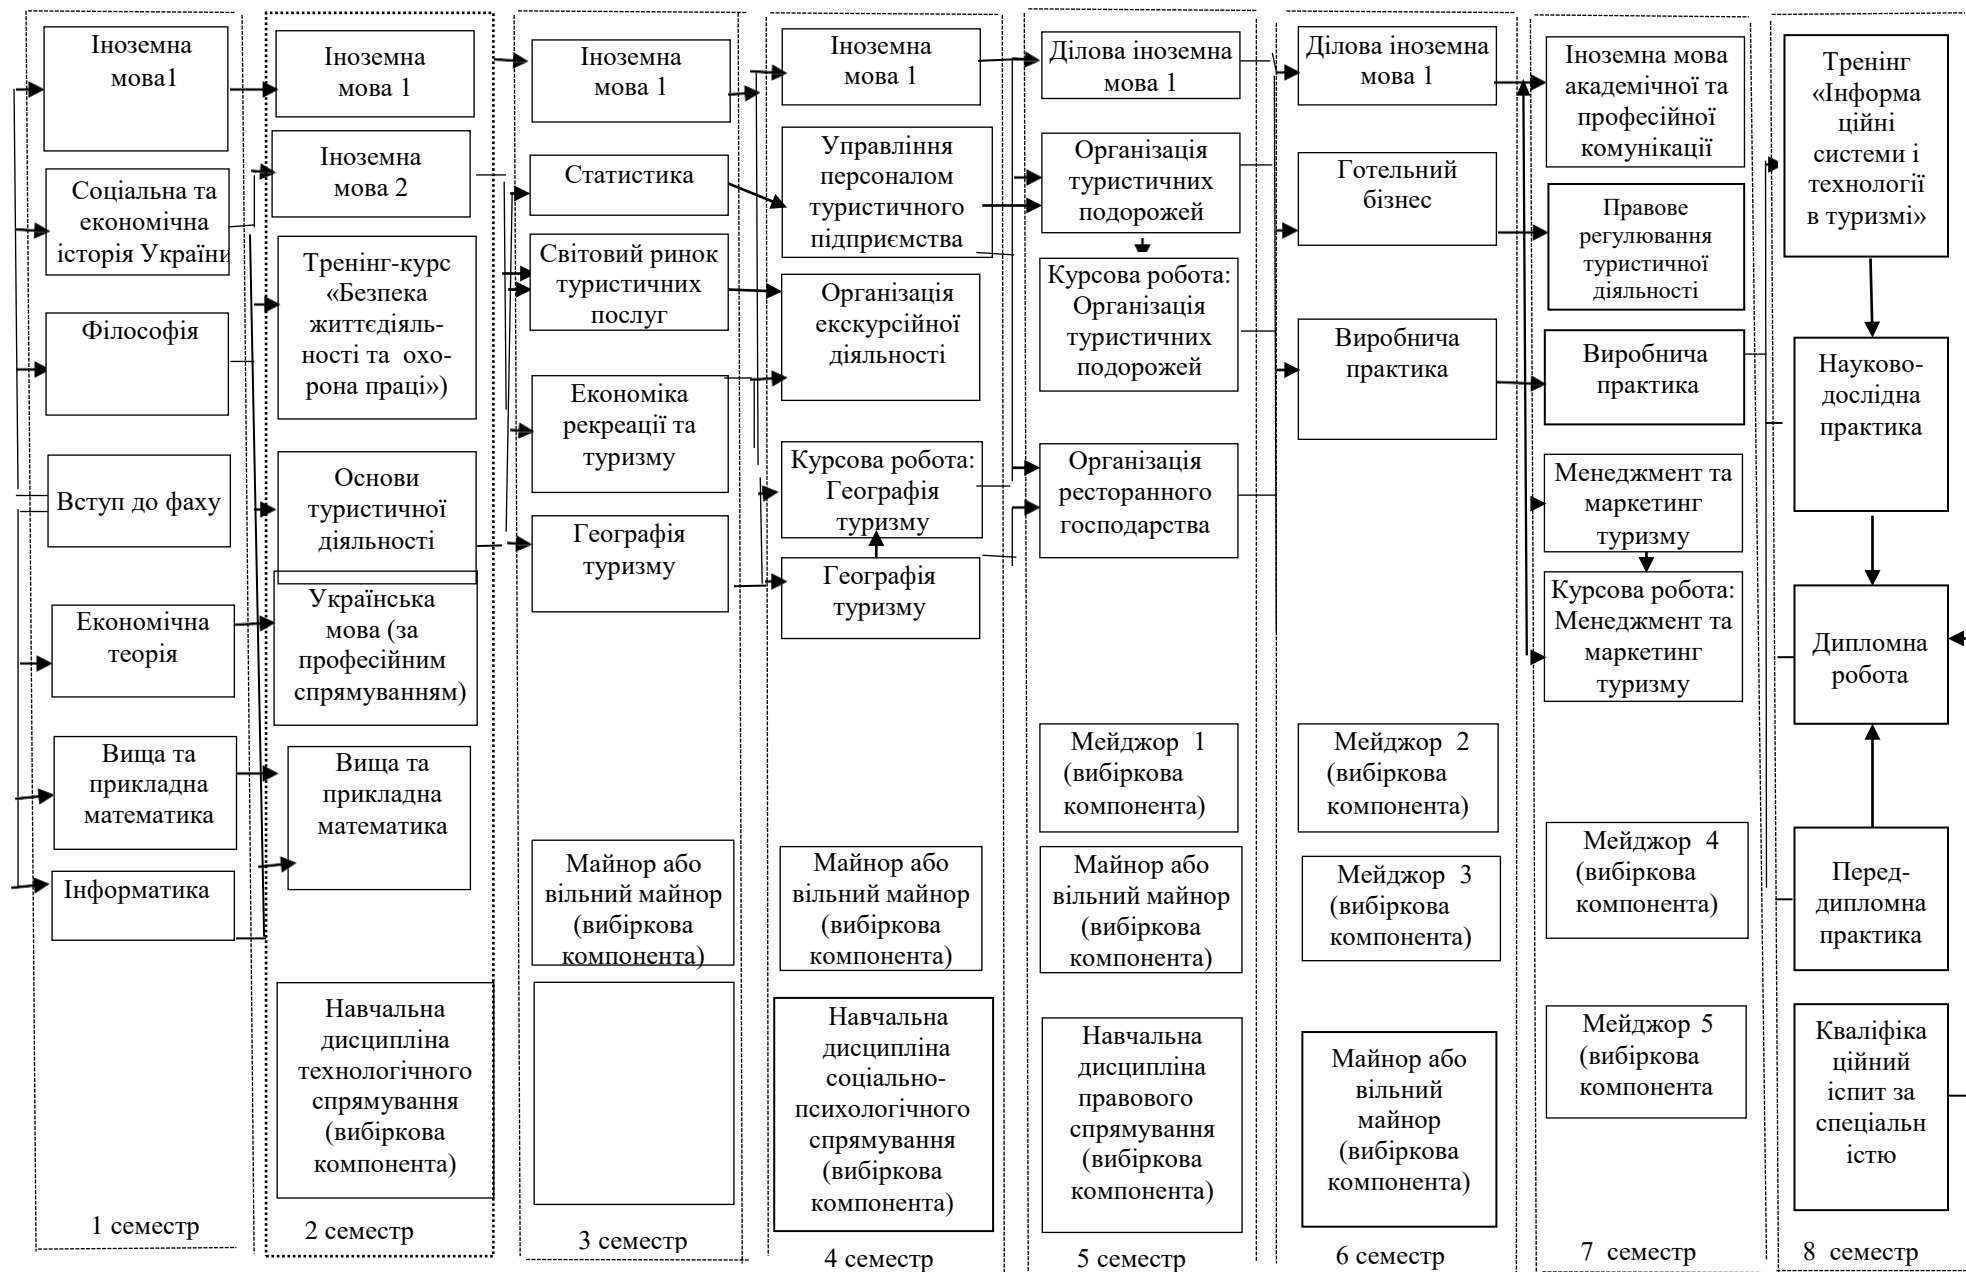 Іноземна
мова1
Соціальна та
економічна
історія України
Філософія
Вступ до фаху
Економічна
теорія
Вища та
прикладна
математика
Інформатика
1 семестр
Іноземна
мова 1
Іноземна
мова 2
Тренінг-курс
«Безпека
життєдіяль-
ності та охо-
рона праці»)
Основи
туристичної
діяльності
Українська
мова (за
професійним
спрямуванням)
Вища та
прикладна
математика
Навчальна
дисципліна
технологічного
спрямування
(вибіркова
компонента)
2 семестр
Іноземна
мова 1
Статистика
Світовий ринок
туристичних
послуг
Економіка
рекреації та
туризму
Географія
туризму
Майнор або
вільний майнор
(вибіркова
компонента)
3 семестр
Іноземна
мова 1
Управління
персоналом
туристичного
підприємства
Організація
екскурсійної
діяльності
Курсова робота:
Географія
туризму
Географія
туризму
Майнор або
вільний майнор
(вибіркова
компонента)
Навчальна
дисципліна
соціально-
психологічного
спрямування
(вибіркова
компонента)
4 семестр
Ділова іноземна
мова 1
Організація
туристичних
подорожей
Курсова робота:
Організація
туристичних
подорожей
Організація
ресторанного
господарства
Мейджор 1
(вибіркова
компонента)
Майнор або
вільний майнор
(вибіркова
компонента)
Навчальна
дисципліна
правового
спрямування
(вибіркова
компонента)
5 семестр
Ділова іноземна
мова 1
Готельний
бізнес
Виробнича
практика
Мейджор 2
(вибіркова
компонента)
Мейджор 3
(вибіркова
компонента)
Майнор або
вільний
майнор
(вибіркова
компонента)
6 семестр
Іноземна мова
академічної та
професійної
комунікації
Правове
регулювання
туристичної
діяльності
Виробнича
практика
Менеджмент та
маркетинг
туризму
Курсова робота:
Менеджмент та
маркетинг
туризму
Мейджор 4
(вибіркова
компонента)
Мейджор 5
(вибіркова
компонента
7 семестр
Тренінг
«Інформа
ційні
системи і
технології
в туризмі»
Науково-
дослідна
практика
Дипломна
робота
Перед-
дипломна
практика
Кваліфіка
ційний
іспит за
спеціальн
істю
8 семестр